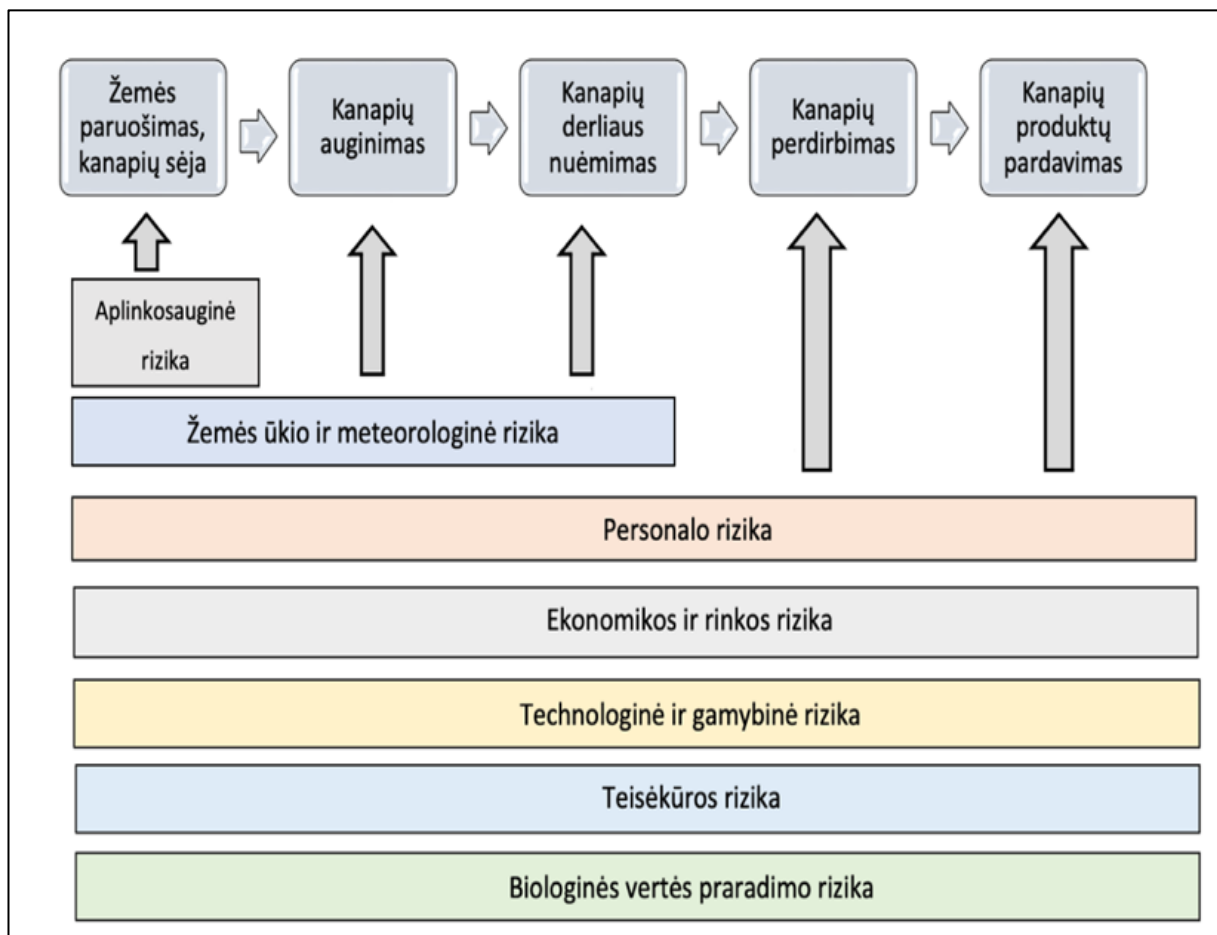 Žemės
paruošimas,
kanapių sėja
Kanapių
auginimas
Kanapių
derliaus
nuėmimas
Kanapių
perdirbimas
Kanapių
produktų
pardavimas
Aplinkosauginė
rizika
Žemės ūkio ir meteorologinė rizika
Personalo rizika
Ekonomikos ir rinkos rizika
Technologinė ir gamybinė rizika
Teisėkūros rizika
Biologinės vertės praradimo rizika